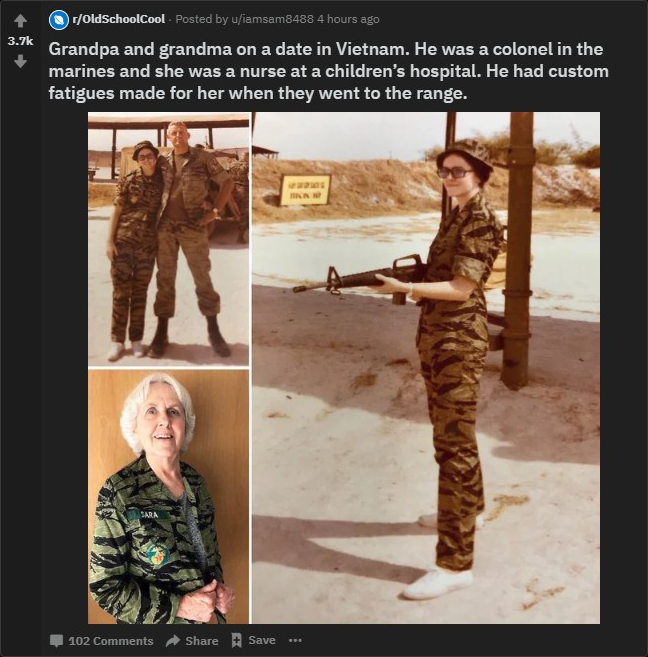 r/OldSchoolCool · Posted by u/iamsam8488 4 hours ago
3.7k
Grandpa and grandma on a date in Vietnam. He was a colonel in the
marines and she was a nurse at a children’s hospital. He had custom
fatigues made for her when they went to the range.
SARA
102 Comments Share Save •••